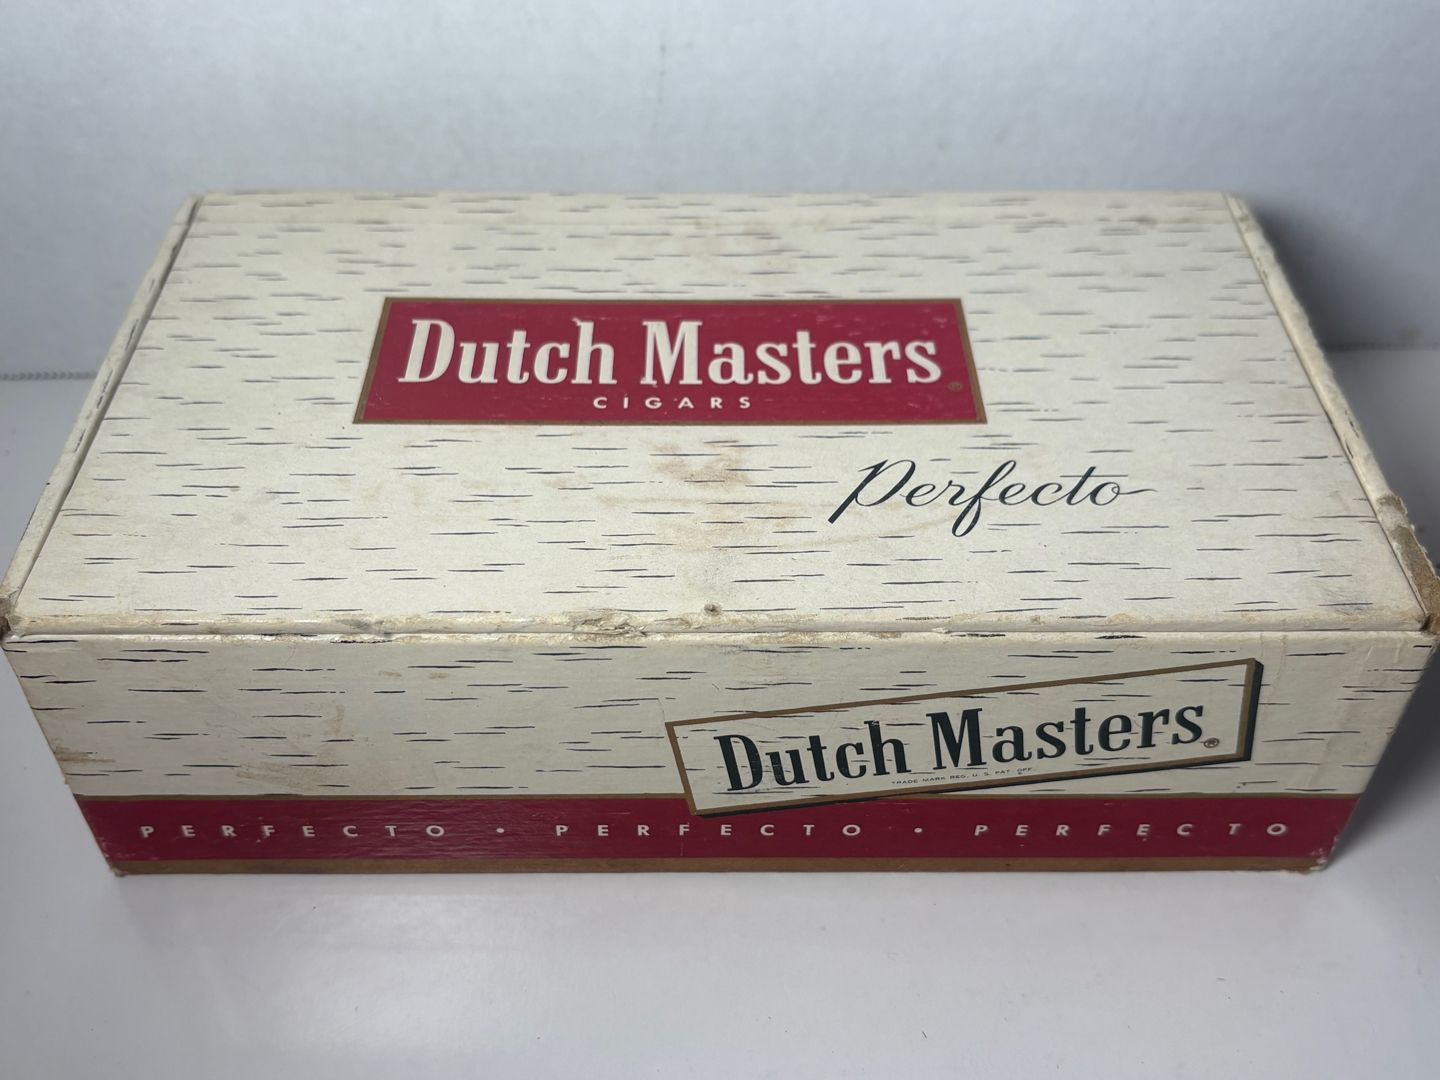 Dutch Masters®
CIGARS
Perfecto
Dutch Masters®
TRADE MARK REG. U. S. PAT. OFF.
PERFECTO • PERFECTO • PERFECTO